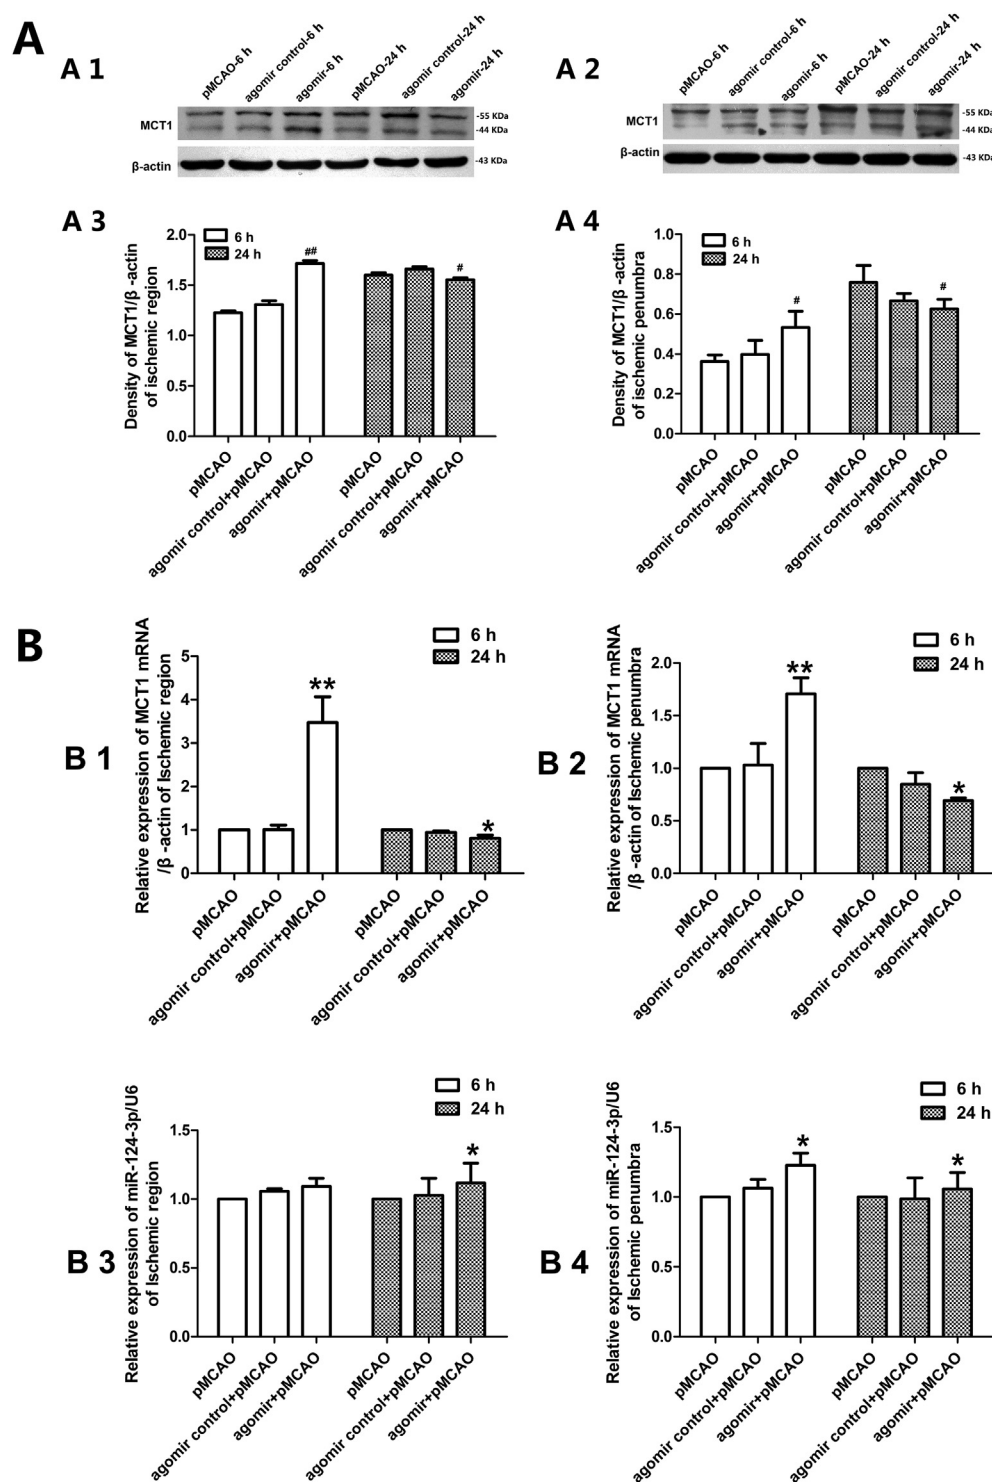 A
A 1
pMCAO-6 h
agomir control-6 h
agomir-6 h
pMCAO-24 h
agomir control-24 h
agomir-24 h
MCT1
-55 KDa
-44 KDa
β-actin
-43 KDa
A 2
pMCAO-6 h
agomir control-6 h
agomir-6 h
pMCAO-24 h
agomir control-24 h
agomir-24 h
MCT1
-55 KDa
-44 KDa
β-actin
-43 KDa
A 3
Density of MCT1/β -actin
of ischemic region
2.0
1.5
1.0
0.5
0.0
6 h
24 h
##
#
pMCAO
agomir control+pMCAO
agomir+pMCAO
pMCAO
agomir control+pMCAO
agomir+pMCAO
A 4
Density of MCT1/β -actin
of ischemic penumbra
1.0
0.8
0.6
0.4
0.2
0.0
6 h
24 h
#
#
pMCAO
agomir control+pMCAO
agomir+pMCAO
pMCAO
agomir control+pMCAO
agomir+pMCAO
B
B 1
Relative expression of MCT1 mRNA
/β -actin of Ischemic region
5
4
3
2
1
0
6 h
24 h
**
*
pMCAO
agomir control+pMCAO
agomir+pMCAO
pMCAO
agomir control+pMCAO
agomir+pMCAO
B 2
Relative expression of MCT1 mRNA
/β -actin of Ischemic penumbra
2.0
1.5
1.0
0.5
0.0
6 h
24 h
**
*
pMCAO
agomir control+pMCAO
agomir+pMCAO
pMCAO
agomir control+pMCAO
agomir+pMCAO
B 3
Relative expression of miR-124-3p/U6
of Ischemic region
1.5
1.0
0.5
0.0
6 h
24 h
*
pMCAO
agomir control+pMCAO
agomir+pMCAO
pMCAO
agomir control+pMCAO
agomir+pMCAO
B 4
Relative expression of miR-124-3p/U6
of Ischemic penumbra
1.5
1.0
0.5
0.0
6 h
24 h
*
*
pMCAO
agomir control+pMCAO
agomir+pMCAO
pMCAO
agomir control+pMCAO
agomir+pMCAO